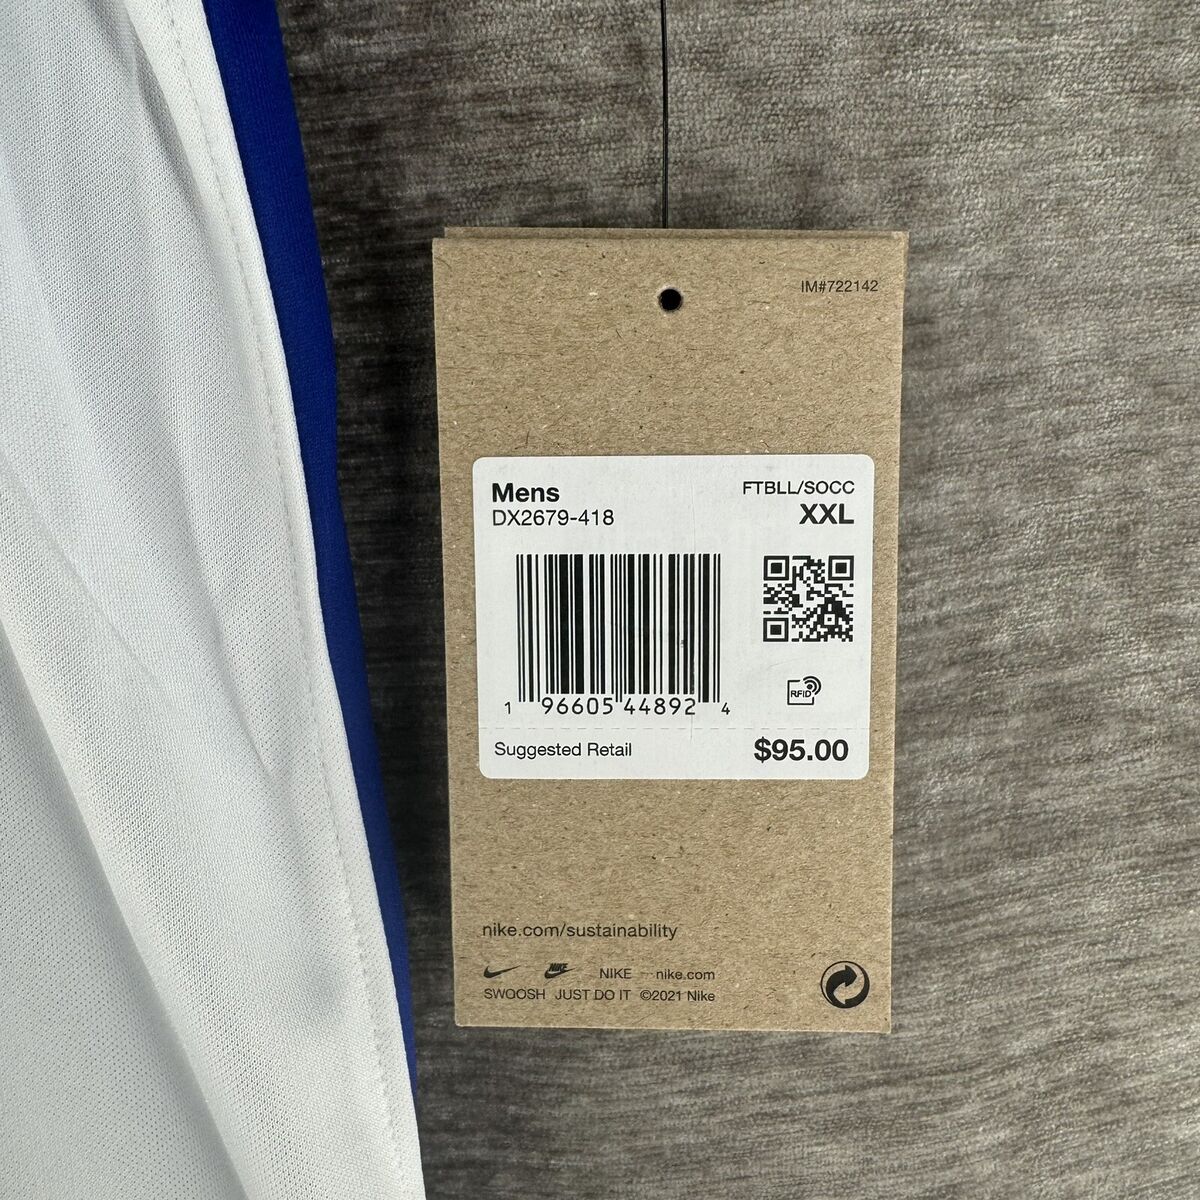 IM#722142
Mens FTBLL/SOCC
DX2679-418 XXL
RFID
1 96605 44892 4
Suggested Retail $95.00
nike.com/sustainability
NIKE NIKE nike.com
SWOOSH JUST DO IT ©2021 Nike